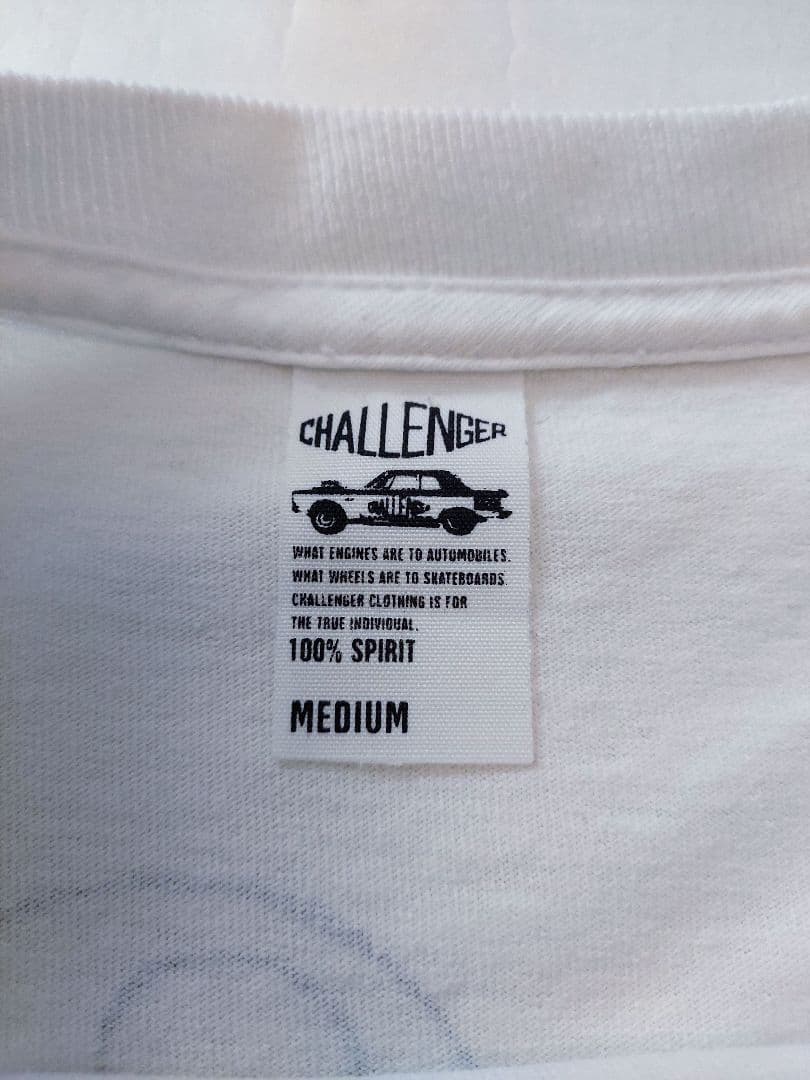 CHALLENGER
CHALLENGER
WHAT ENGINES ARE TO AUTOMOBILES.
WHAT WHEELS ARE TO SKATEBOARDS.
CHALLENGER CLOTHING IS FOR
THE TRUE INDIVIDUAL.
100% SPIRIT
MEDIUM